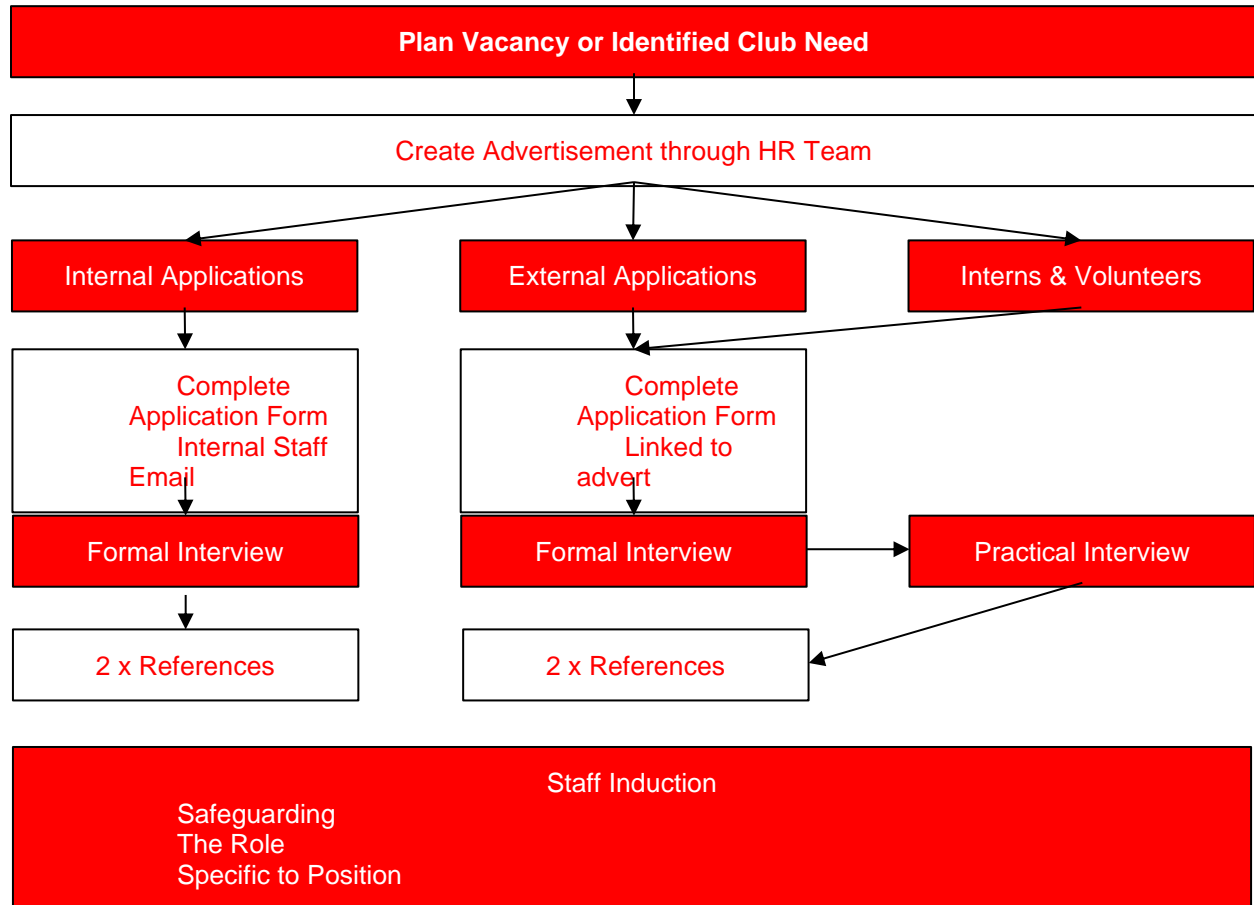 Plan Vacancy or Identified Club Need
Create Advertisement through HR Team
Internal Applications
External Applications
Interns & Volunteers
Complete
Application Form
Internal Staff
Email
Complete
Application Form
Linked to
advert
Formal Interview
Formal Interview
Practical Interview
2 x References
2 x References
Staff Induction
Safeguarding
The Role
Specific to Position